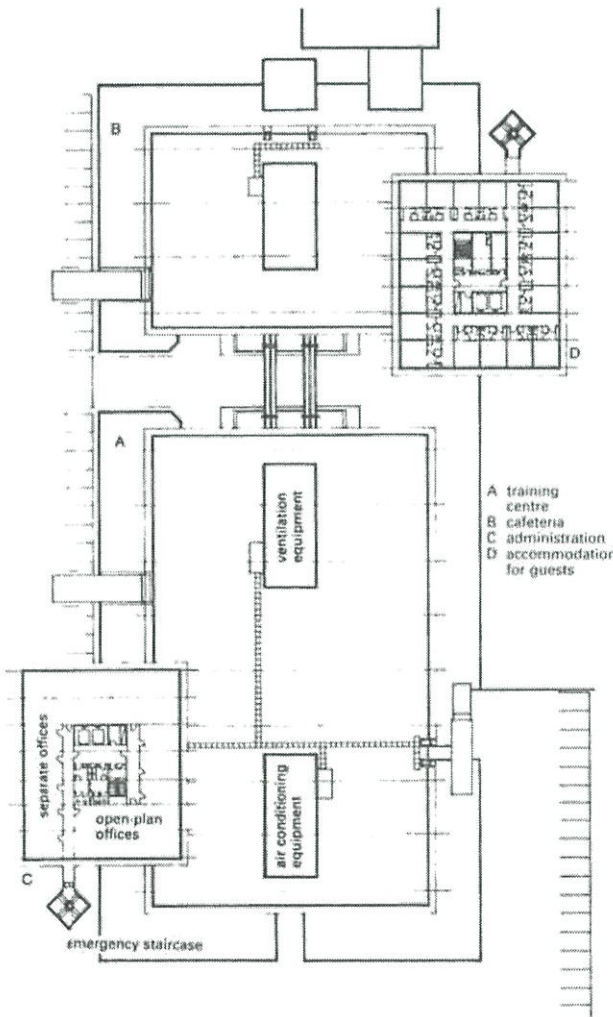 B
D
A
ventilation
equipment
A training
centre
B cafeteria
C administration
D accommodation
for guests
separate offices
open-plan
offices
air conditioning
equipment
C
emergency staircase